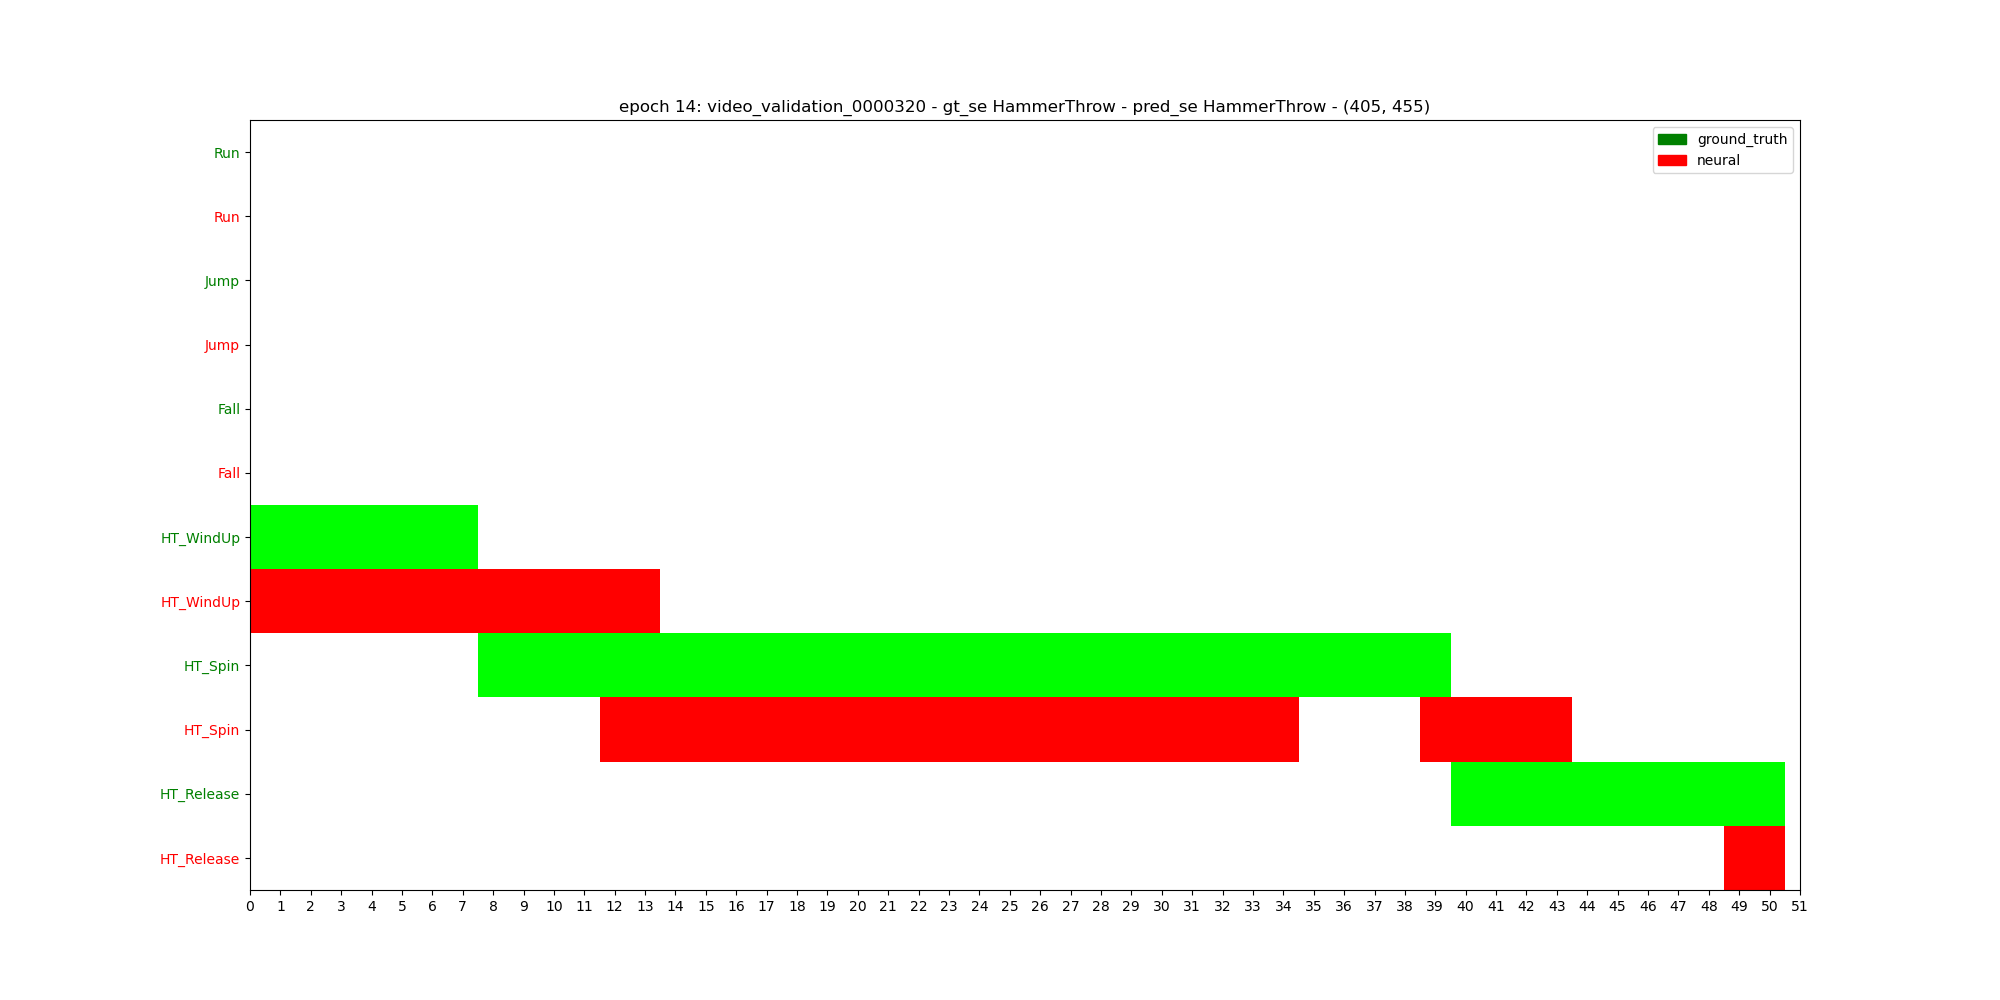 epoch 14: video_validation_0000320 - gt_se HammerThrow - pred_se HammerThrow - (405, 455)
ground_truth
neural
Run
Run
Jump
Jump
Fall
Fall
HT_WindUp
HT_WindUp
HT_Spin
HT_Spin
HT_Release
HT_Release
0 1 2 3 4 5 6 7 8 9 10 11 12 13 14 15 16 17 18 19 20 21 22 23 24 25 26 27 28 29 30 31 32 33 34 35 36 37 38 39 40 41 42 43 44 45 46 47 48 49 50 51